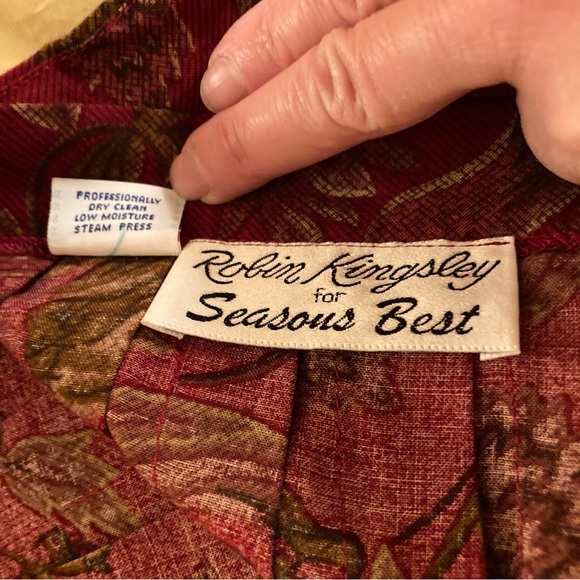 PROFESSIONALLY
DRY CLEAN
LOW MOISTURE
STEAM PRESS
Robin Kingsley
for
Seasons Best